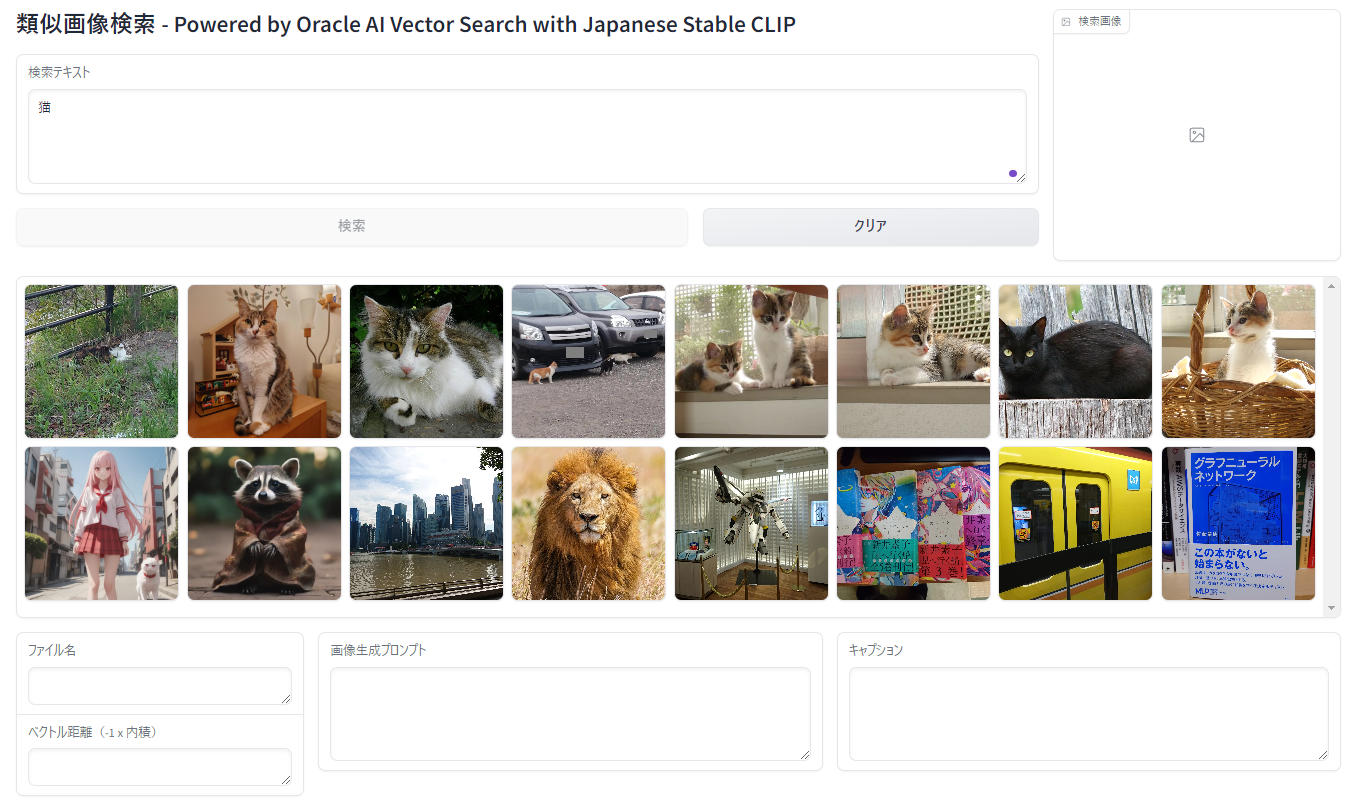 類似画像検索 - Powered by Oracle AI Vector Search with Japanese Stable CLIP
検索画像
検索テキスト
猫
検索
クリア
グラフニューラル
ネットワーク
この本がないと
始まらない。
ファイル名
画像生成プロンプト
キャプション
ベクトル距離（-1 x 内積）